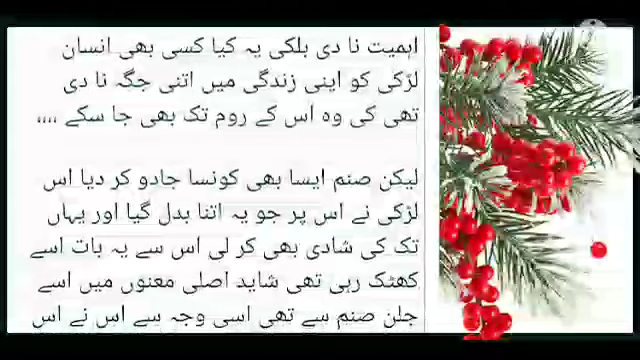 اہمیت نا دی بلکی یہ کیا کسی بھی انسان
لڑکی کو اپنی زندگی میں اتنی جگہ نا دی
تھی کی وہ اس کے روم تک بھی جا سکے ....
لیکن صنم ایسا بھی کونسا جادو کر دیا اس
لڑکی نے اس پر جو یہ اتنا بدل گیا اور یہاں
تک کی شادی بھی کر لی اس سے یہ بات اسے
کھٹک رہی تھی شاید اصلی معنوں میں اسے
جلن صنم سے تھی اسی وجہ سے اس نے اس